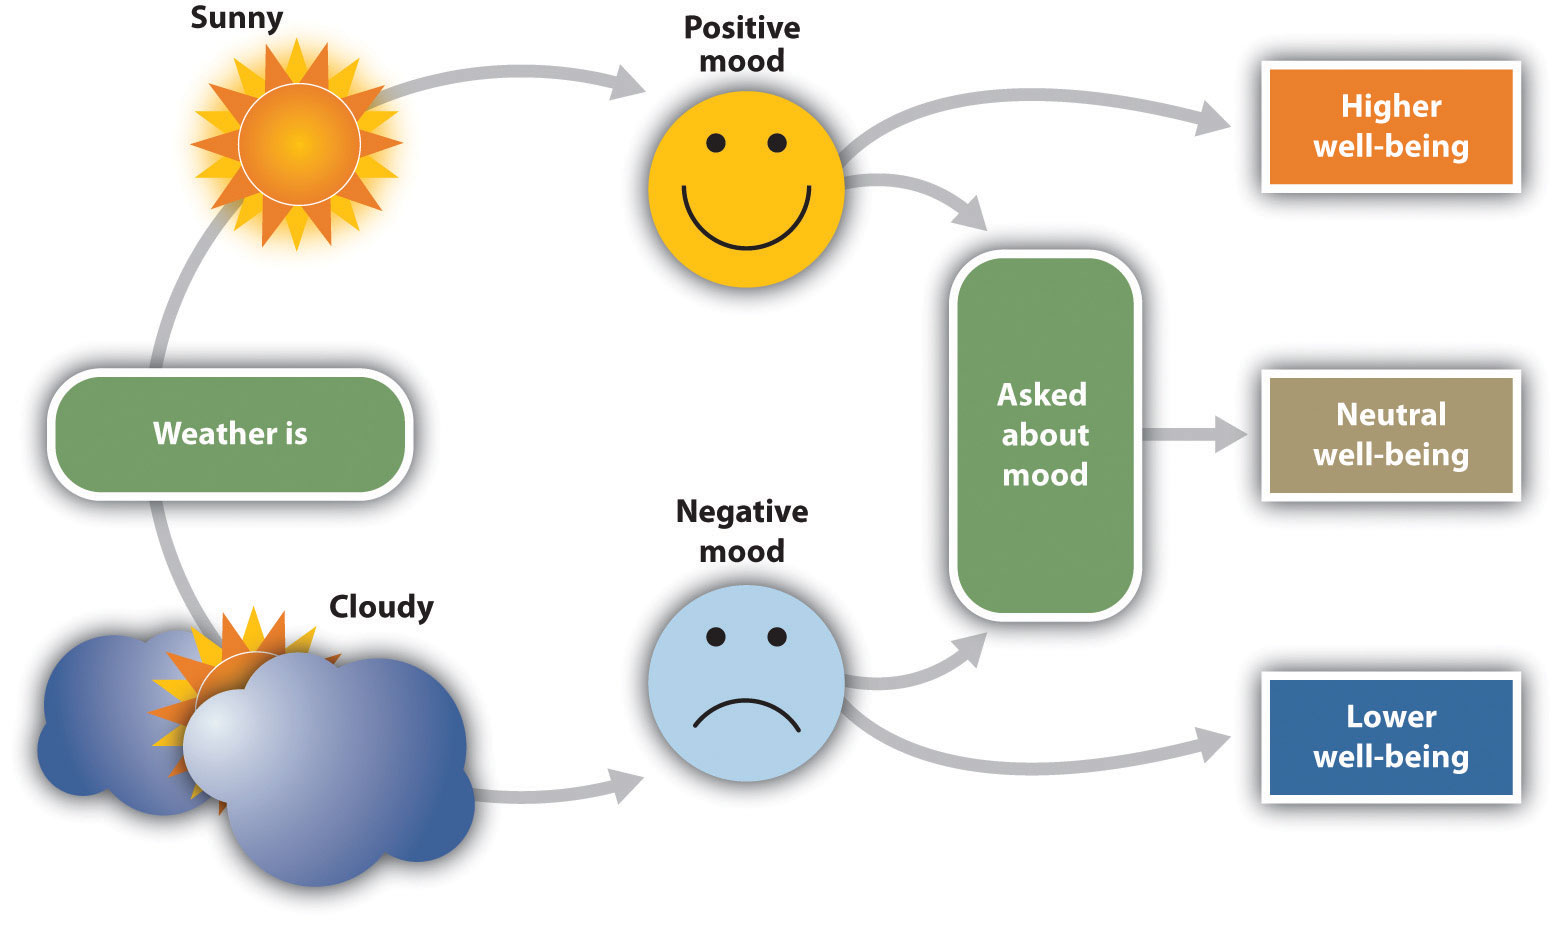 Sunny
Positive
mood
Higher
well-being
Weather is
Asked
about
mood
Neutral
well-being
Negative
mood
Cloudy
Lower
well-being